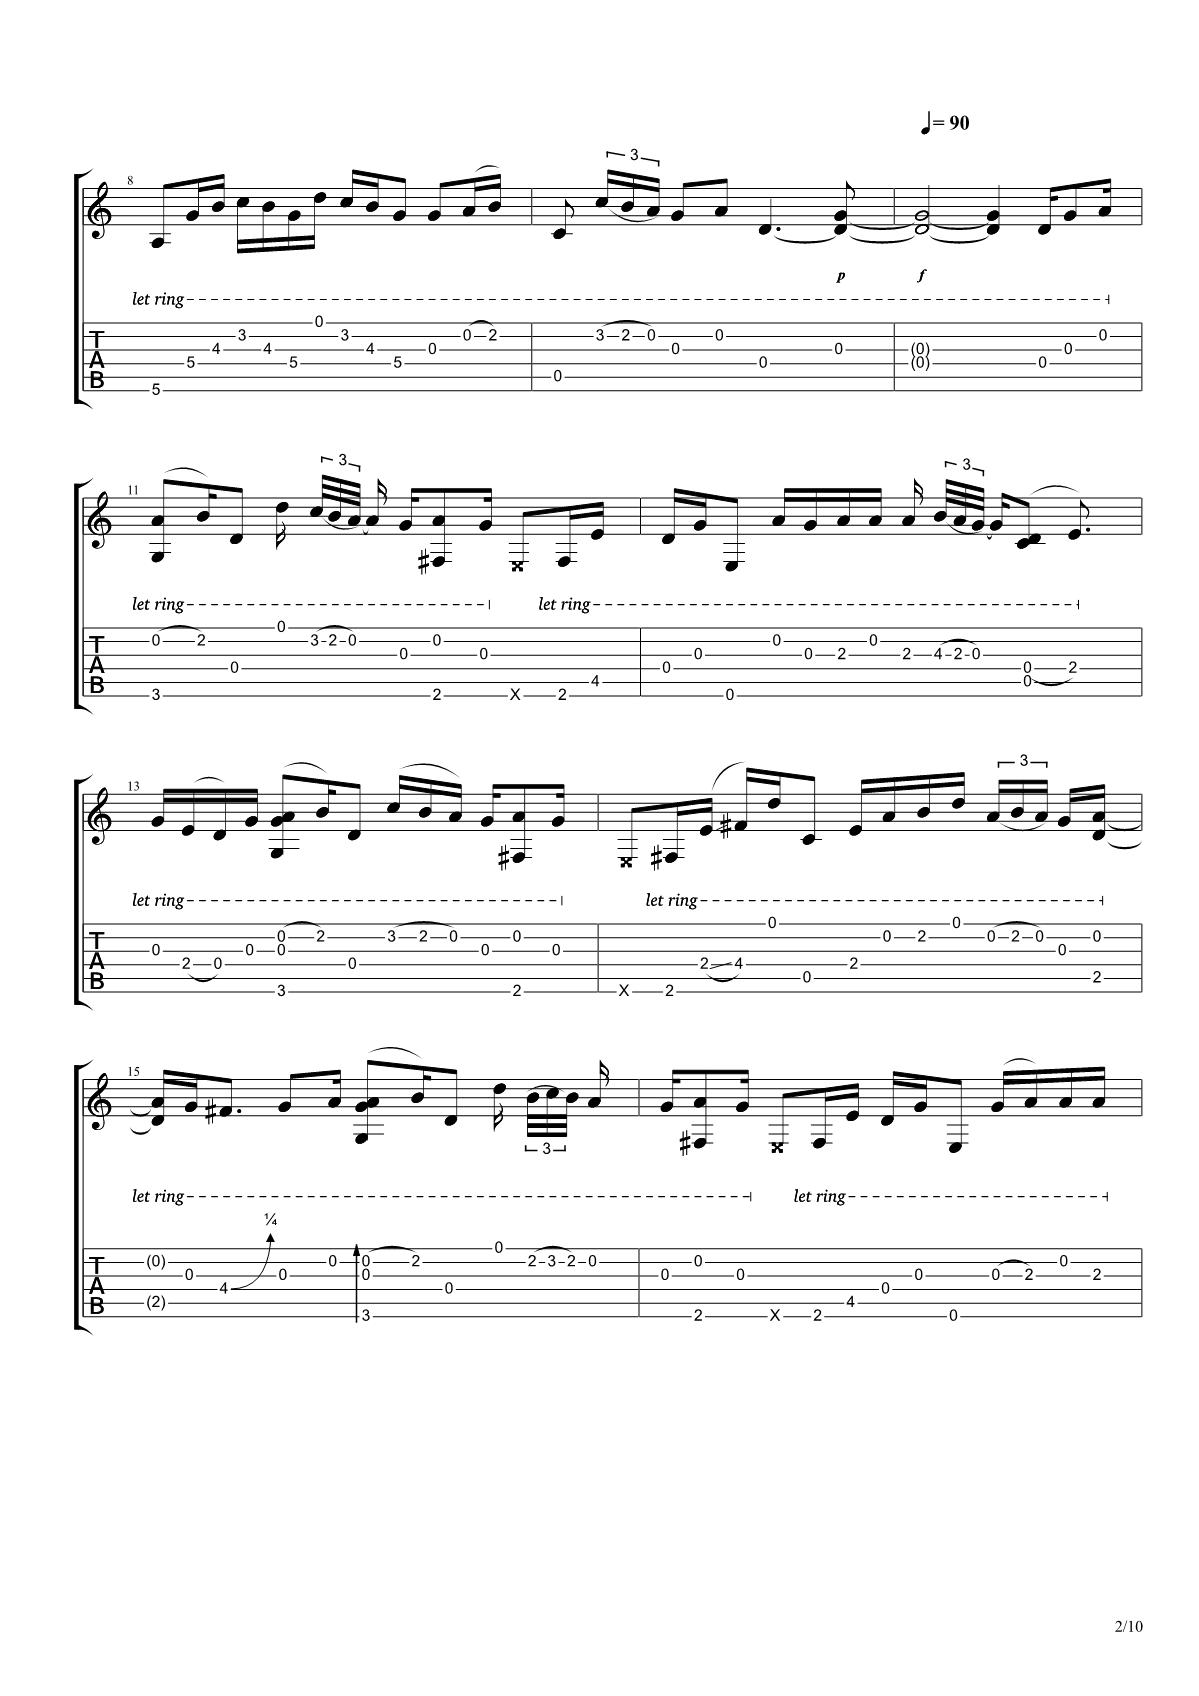 = 90
3
8
p f
let ring
0 3 4 3 4 5 0 3 4 5 0 0 2 3 2 0 0 0 0 0 (0) 0 0
T
A
B
5 5 0 (0) 0
3 3
11
let ring let ring
0
T 0 2 3 2 0 0 0 0
0 0 0 2 2 4 2 0
A 0 0 0 2
B 4 0
3 2 X 2 0
3
13
let ring let ring
0 0
T 0 2 3 2 0 0 0 2 0 2 0 0
0 0 0 0 0 0
A 2 0 0 2 4 2
B 0 2
3 2 X 2
15
3
let ring let ring
¼
0
T (0) 0 0 2 2 3 2 0 0 0
0 0 0 0 0 0 0 2 2
A 4 0 0
B (2) 4
3 2 X 2 0
2/10